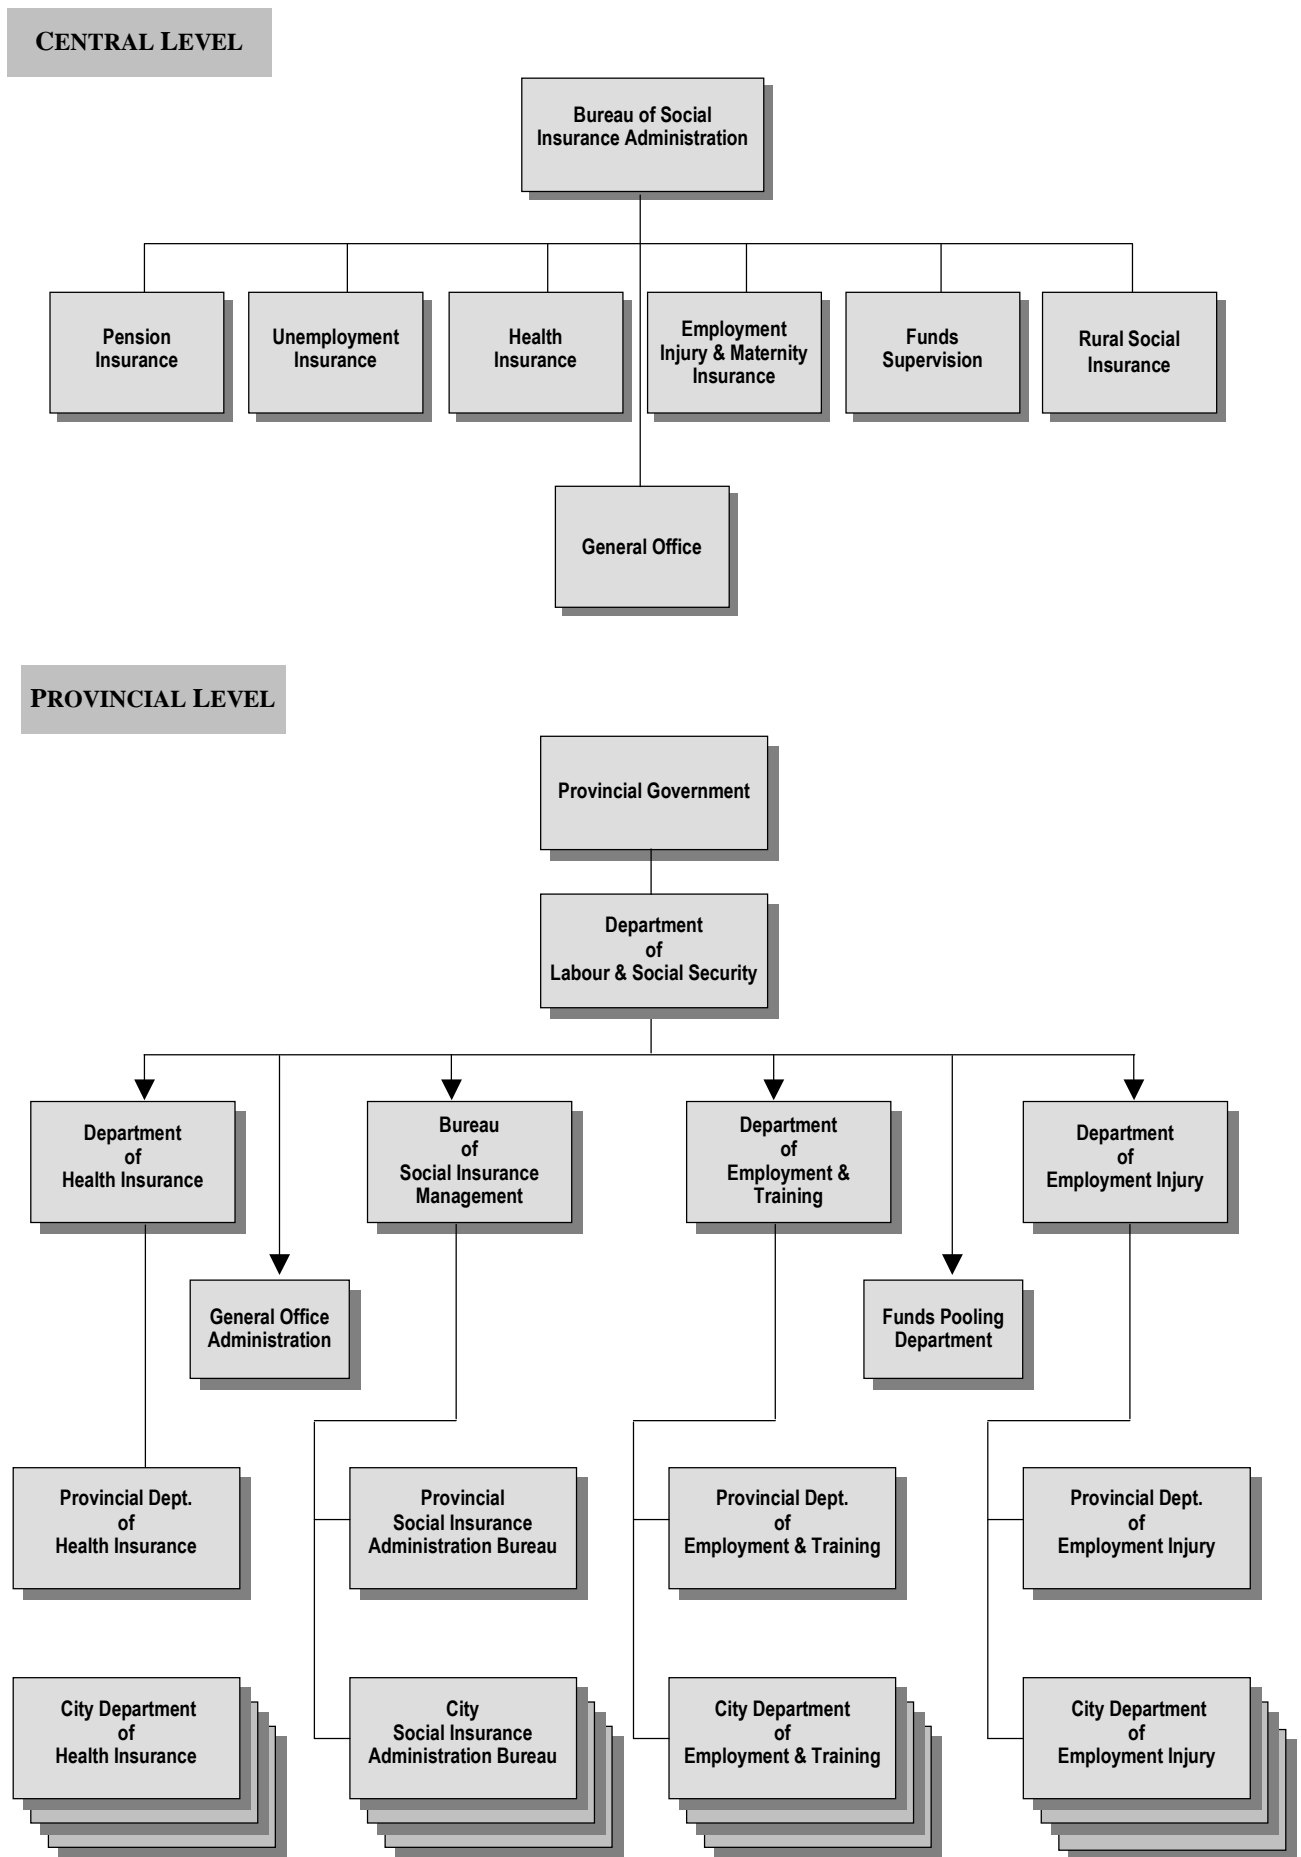 CENTRAL LEVEL
Bureau of Social
Insurance Administration
Pension
Insurance
Unemployment
Insurance
Health
Insurance
Employment
Injury & Maternity
Insurance
Funds
Supervision
Rural Social
Insurance
General Office
PROVINCIAL LEVEL
Provincial Government
Department
of
Labour & Social Security
Department
of
Health Insurance
Bureau
of
Social Insurance
Management
Department
of
Employment &
Training
Department
of
Employment Injury
General Office
Administration
Funds Pooling
Department
Provincial Dept.
of
Health Insurance
Provincial
Social Insurance
Administration Bureau
Provincial Dept.
of
Employment & Training
Provincial Dept.
of
Employment Injury
City Department
of
Health Insurance
City
Social Insurance
Administration Bureau
City Department
of
Employment & Training
City Department
of
Employment Injury